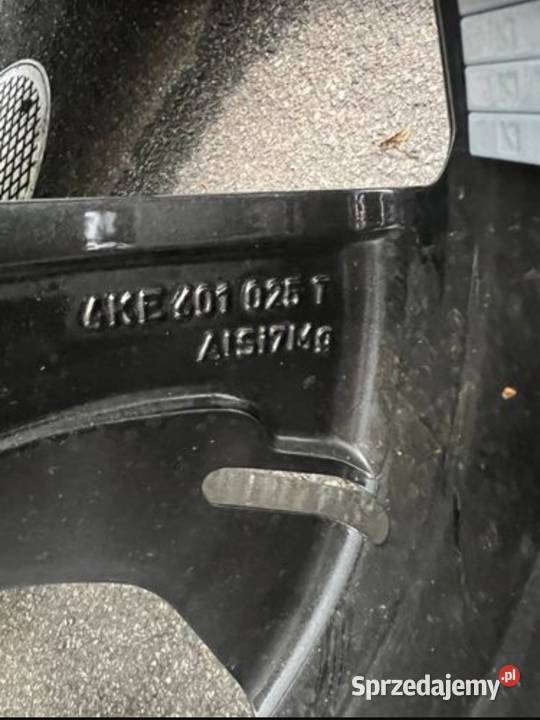 4KE 601 025 T
AlSi7Mg
Sprzedajemy.pl